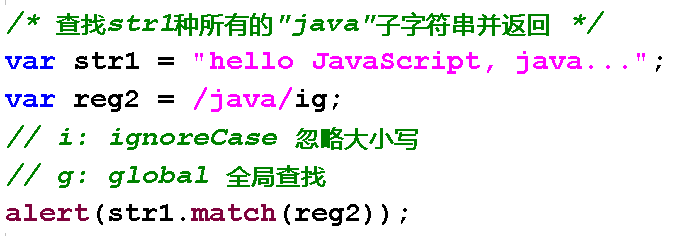 /* 查找str1种所有的"java"子字符串并返回 */
var str1 = "hello JavaScript, java...";
var reg2 = /java/ig;
// i: ignoreCase 忽略大小写
// g: global 全局查找
alert(str1.match(reg2));